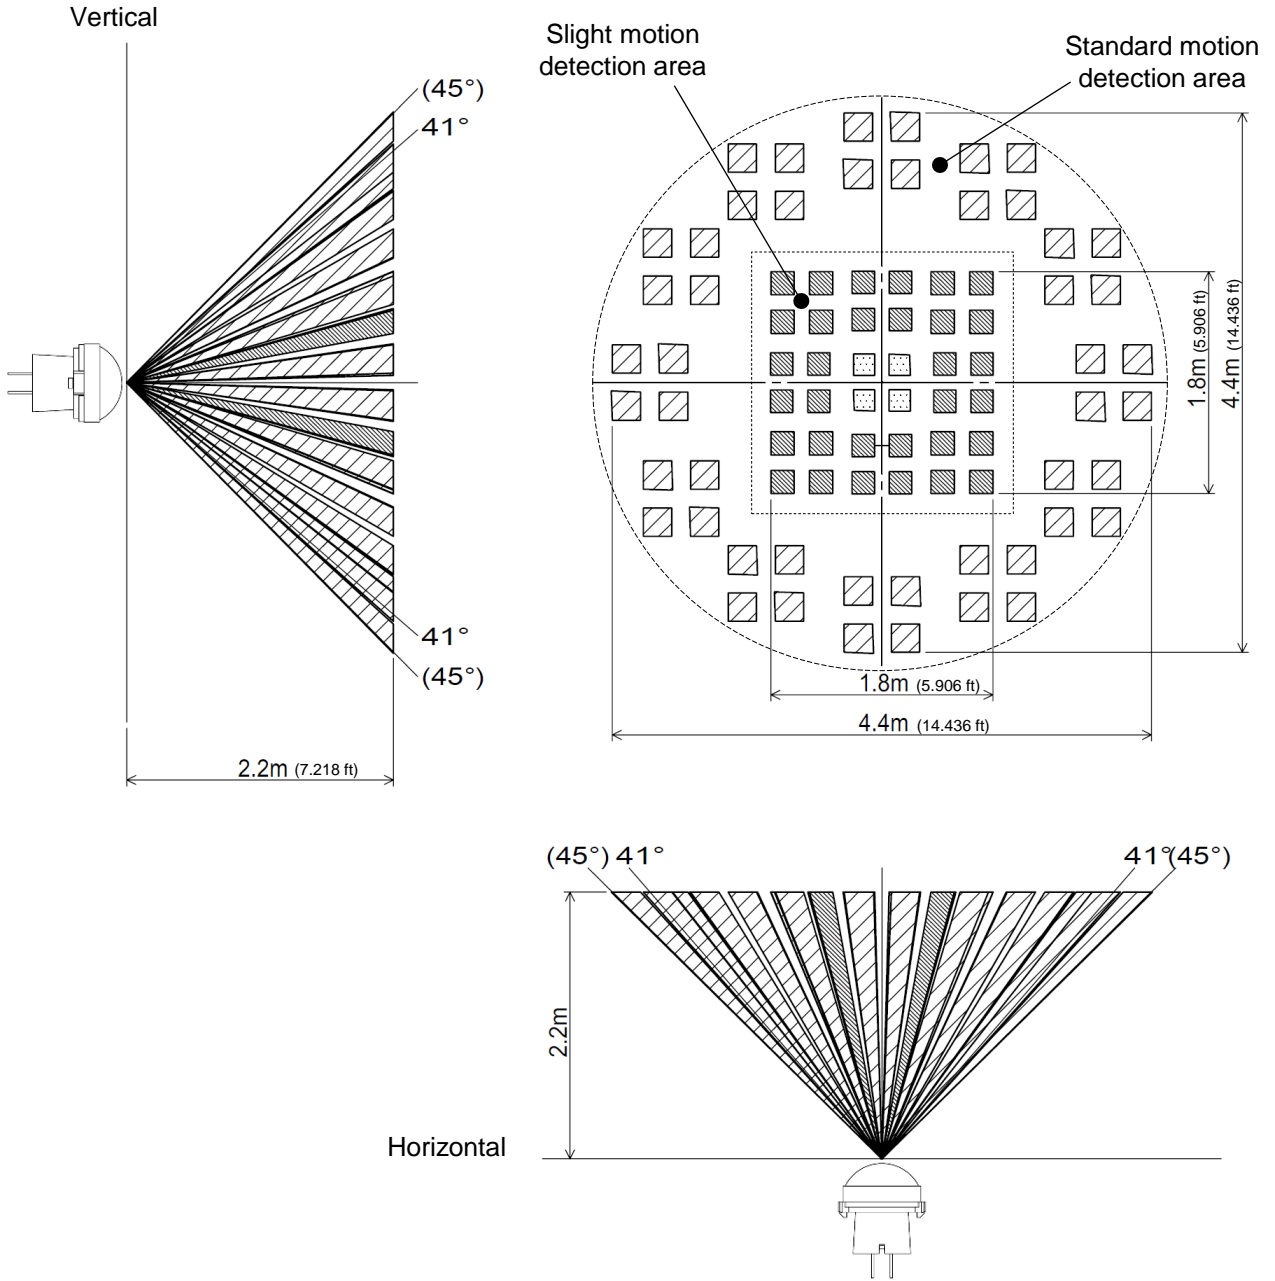 Vertical
Slight motion
detection area
Standard motion
detection area
(45°)
41°
1.8m (5.906 ft)
4.4m (14.436 ft)
41°
(45°)
1.8m (5.906 ft)
4.4m (14.436 ft)
2.2m (7.218 ft)
(45°) 41°
41° (45°)
2.2m
Horizontal